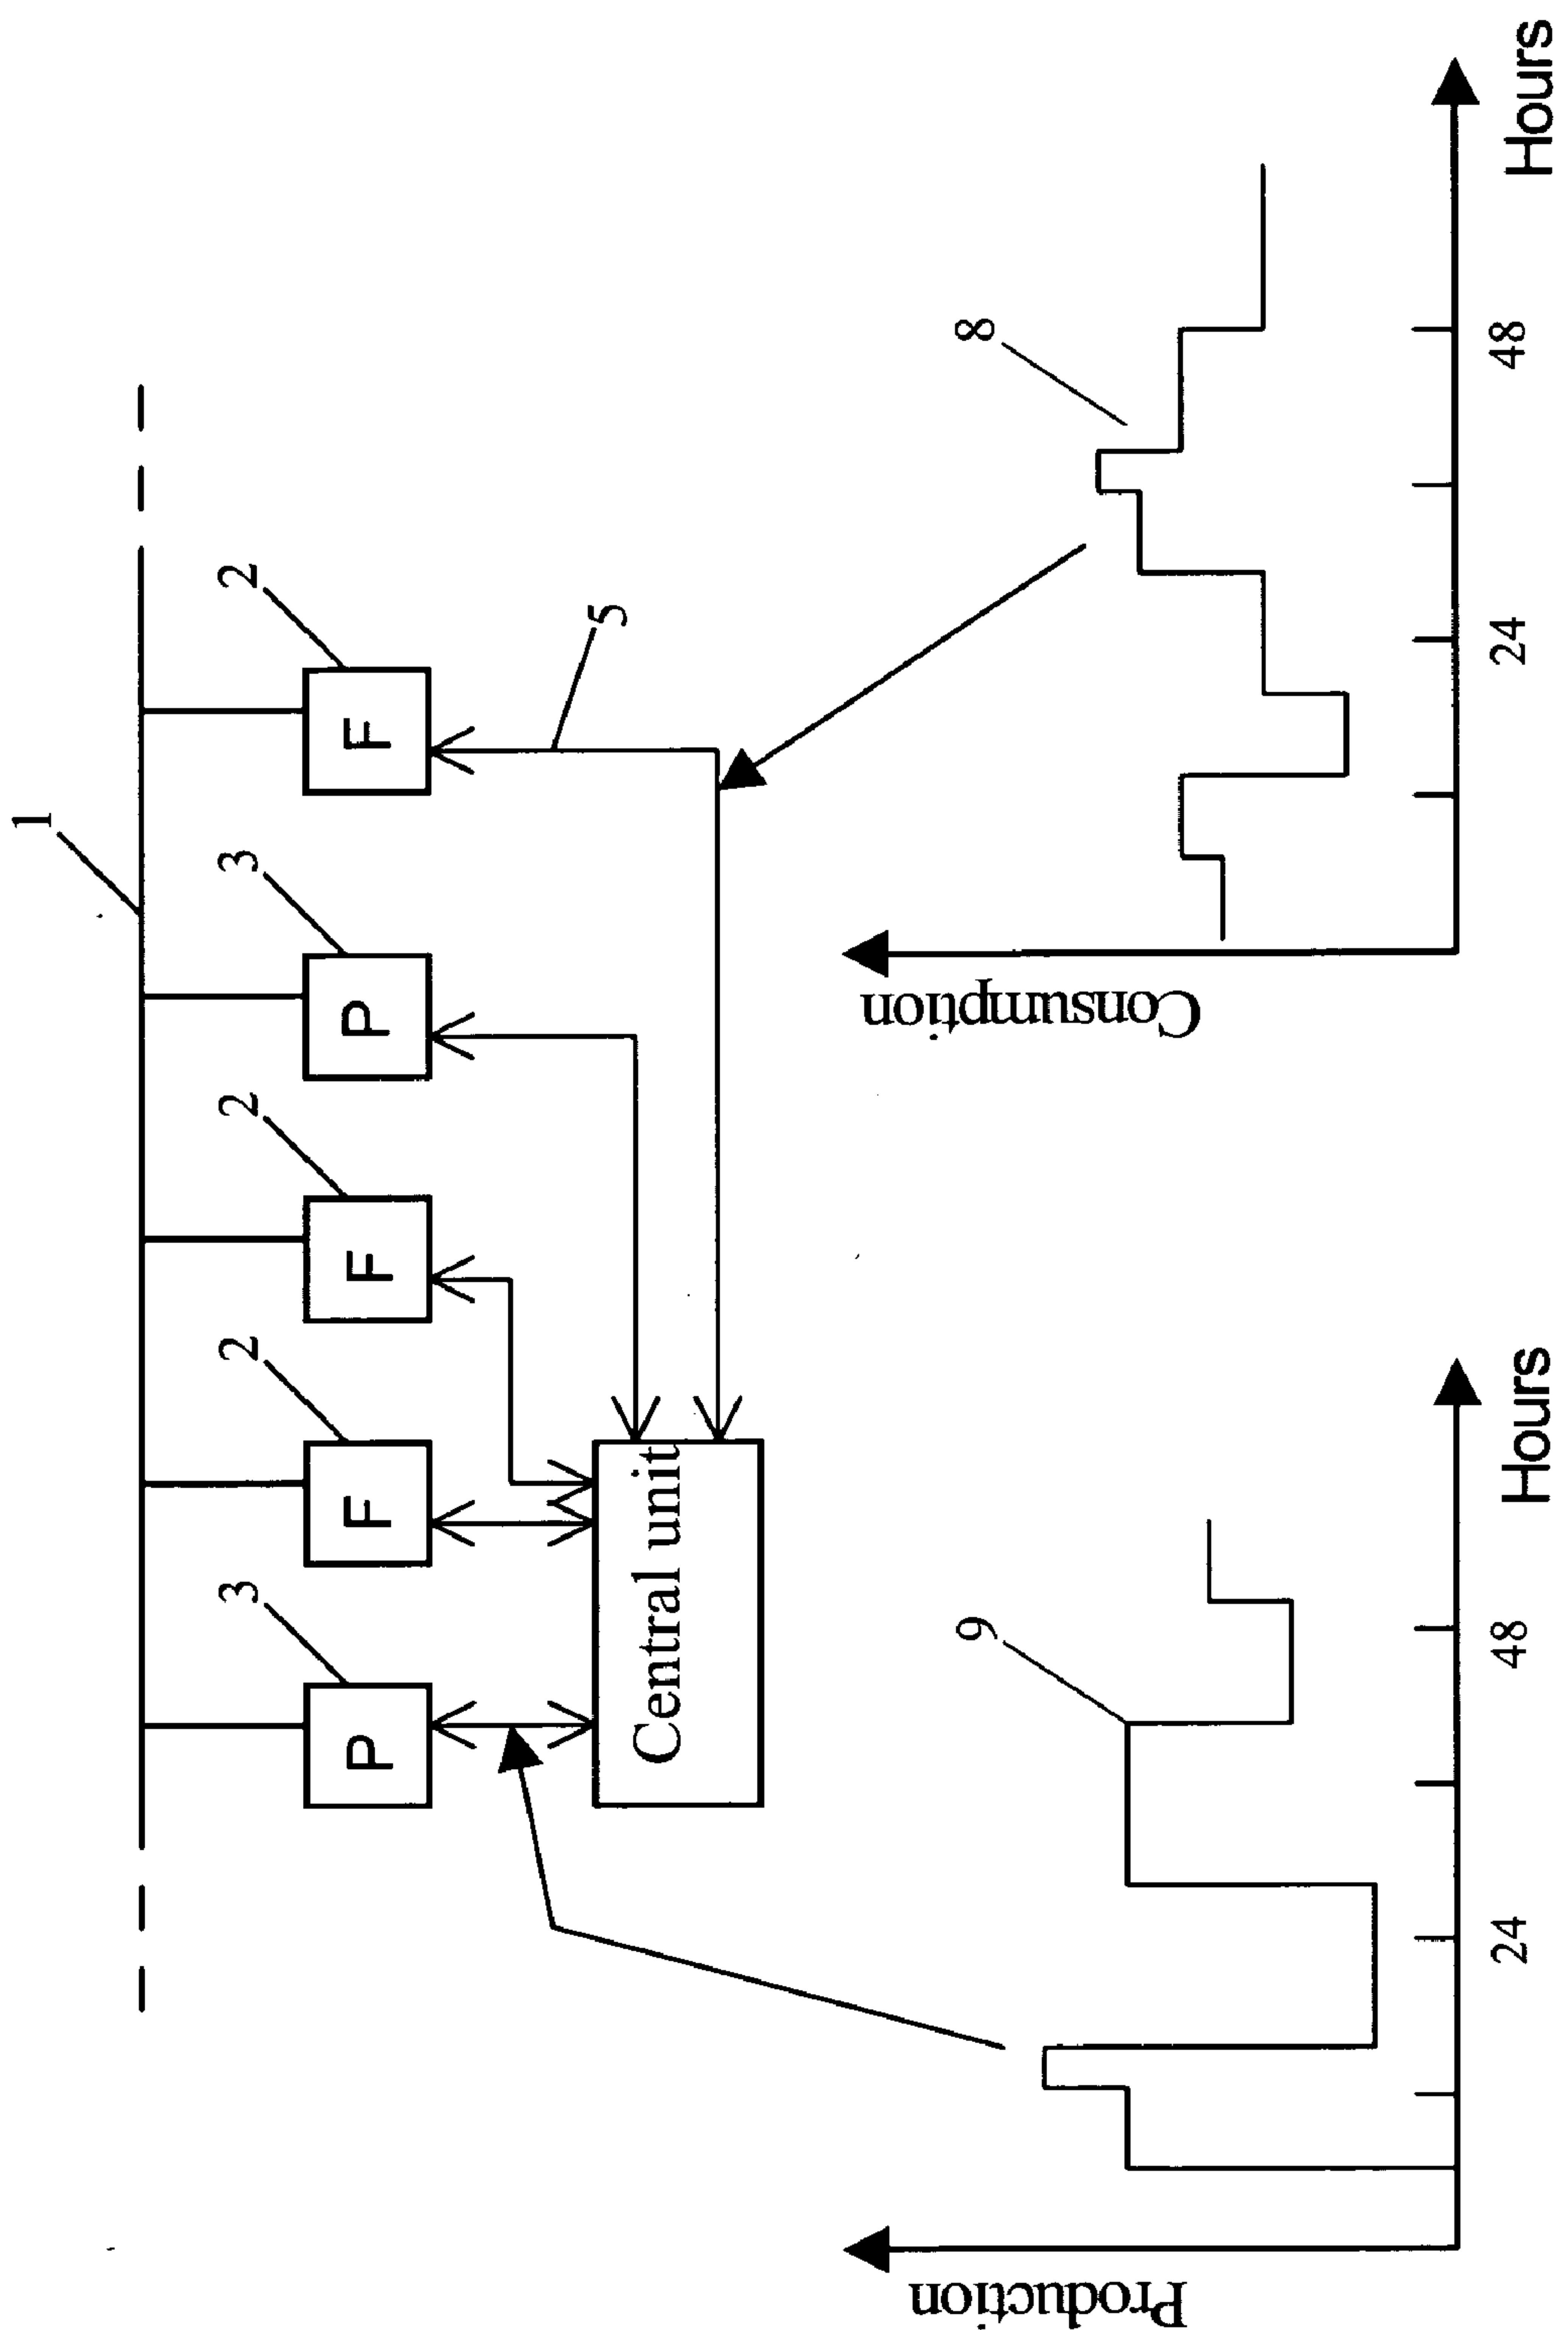 1
3
2
2
3
2
P
F
F
P
F
5
Central unit
9
8
Production
24
48
Hours
Consumption
24
48
Hours